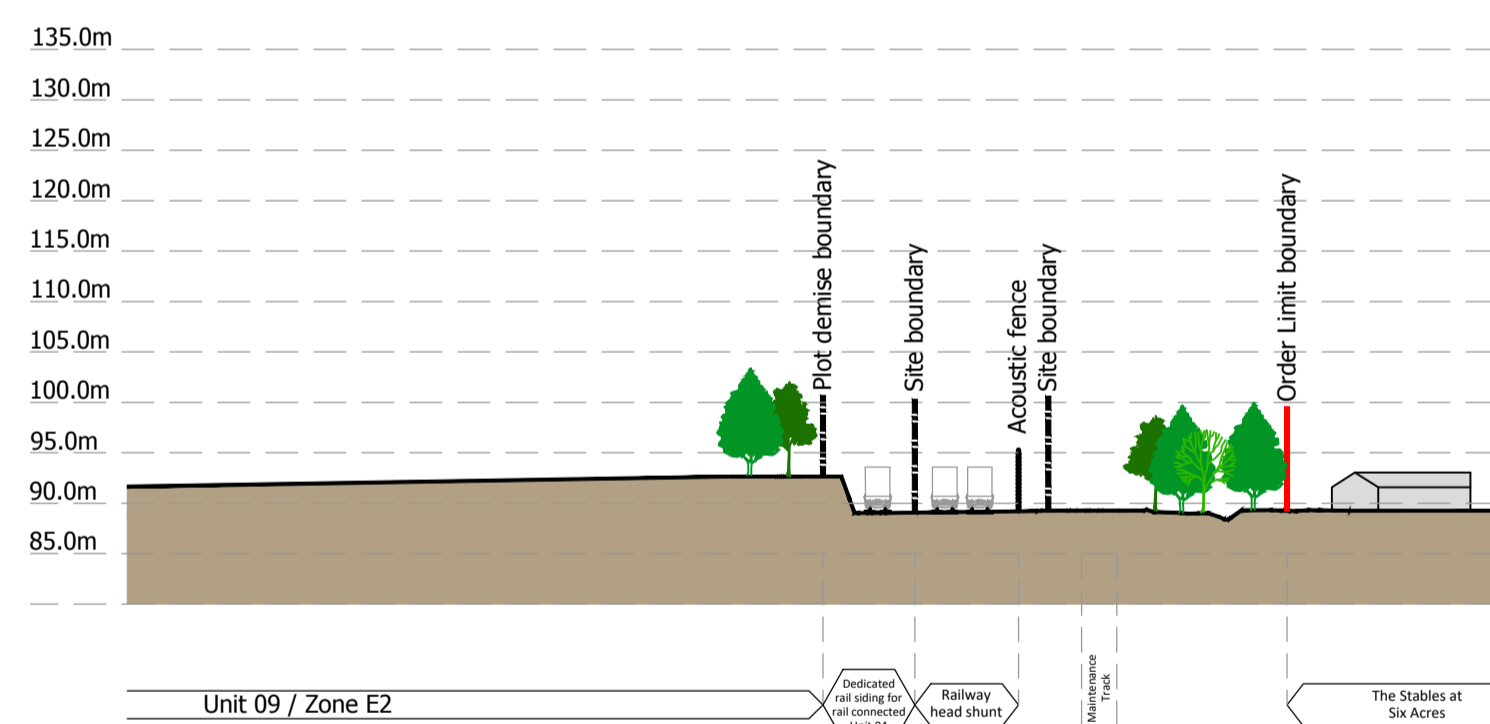 135.0m
130.0m
125.0m
120.0m
115.0m
110.0m
105.0m
100.0m
95.0m
90.0m
85.0m
Plot demise boundary
Site boundary
Acoustic fence
Site boundary
Order Limit boundary
Unit 09 / Zone E2
Dedicated
rail siding for
rail connected
Unit 01
Railway
head shunt
Maintenance
Track
The Stables at
Six Acres